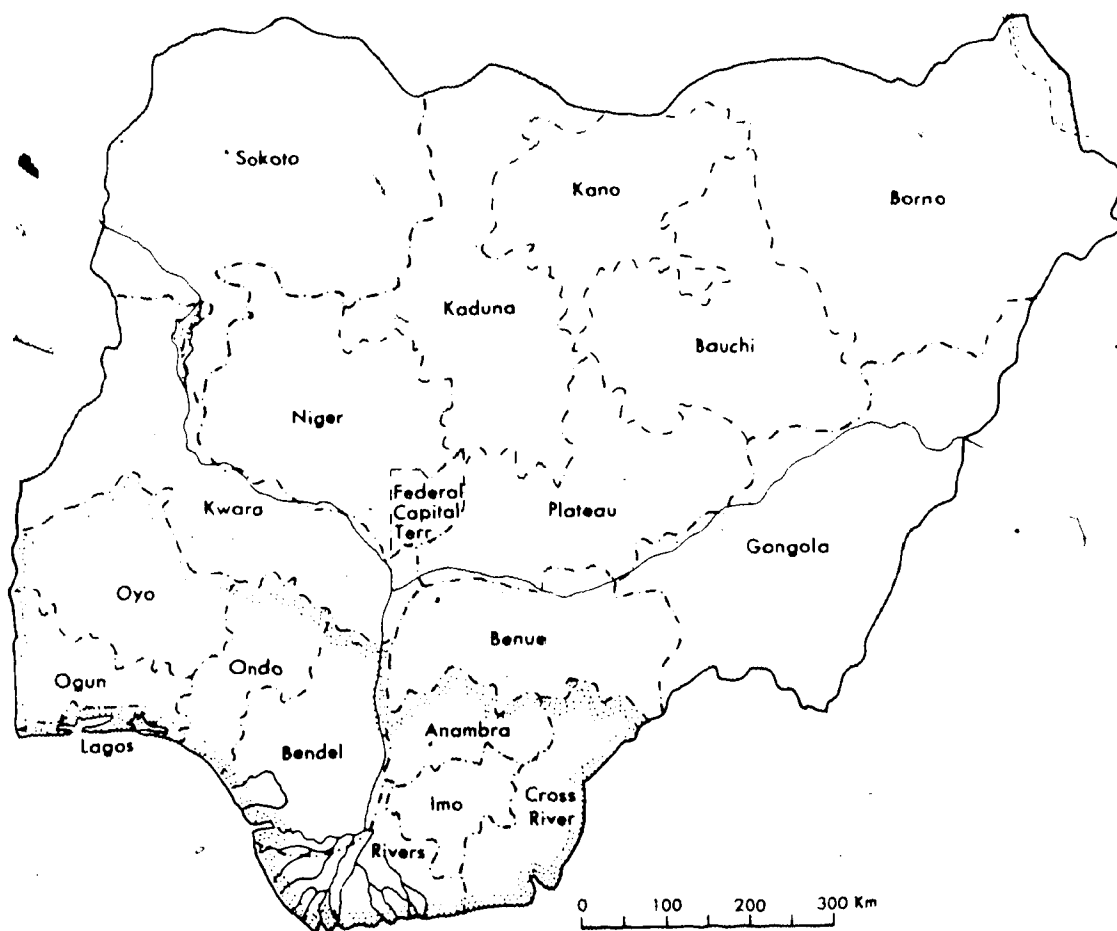 Sokoto
Kano
Borno
Kaduna
Bauchi
Niger
Federal
Capital
Terr.
Kwara
Plateau
Gongola
Oyo
Benue
Ondo
Ogun
Anambra
Lagos
Bendel
Imo
Cross
River
Rivers
0 100 200 300 Km